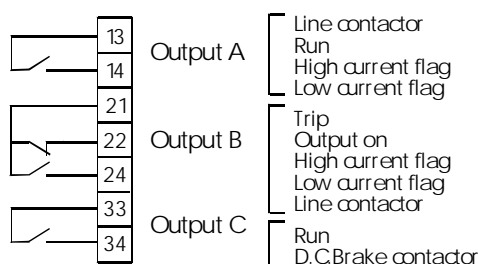 13
14
21
22
24
33
34
Output A
Output B
Output C
Line contactor
Run
High current flag
Low current flag
Trip
Output on
High current flag
Low current flag
Line contactor
Run
D.C.Brake contactor